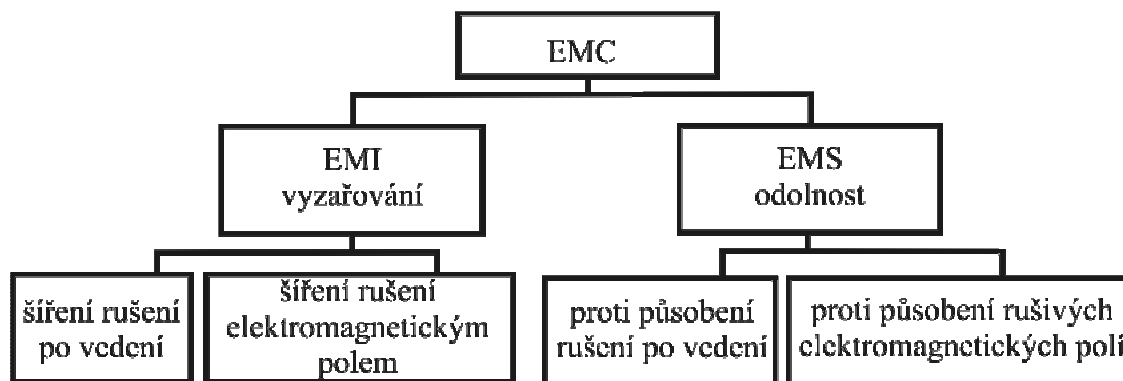 EMC
EMI
vyzařování
EMS
odolnost
šíření rušení
po vedení
šíření rušení
elektromagnetickým
polem
proti působení
rušení po vedení
proti působení rušivých
elektromagnetických polí